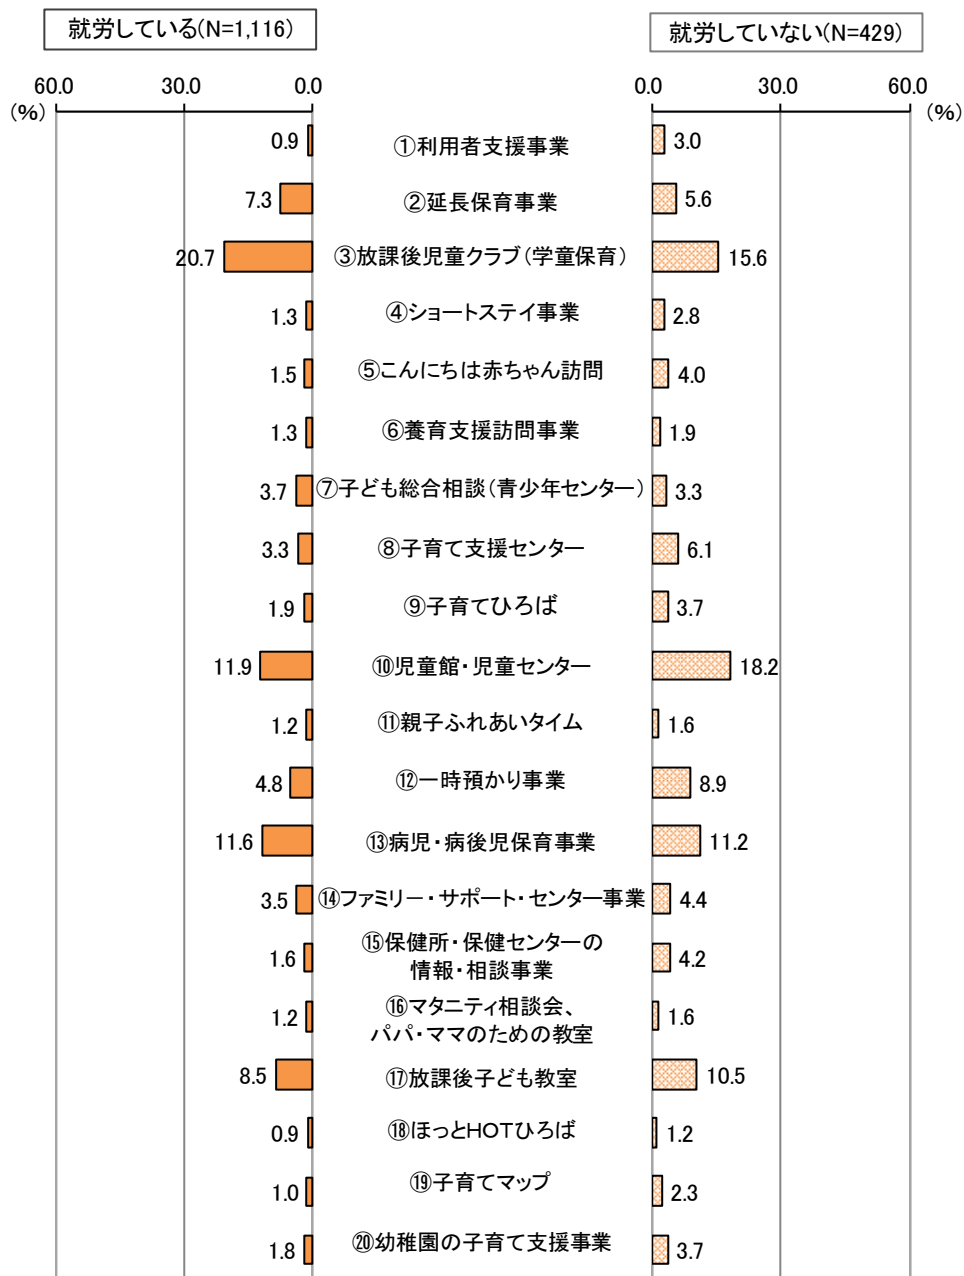 就労している(N=1,116)
就労していない(N=429)
60.0 30.0 0.0 0.0 30.0 60.0
(%) (%)
0.9 ①利用者支援事業 3.0
7.3 ②延長保育事業 5.6
20.7 ③放課後児童クラブ(学童保育) 15.6
1.3 ④ショートステイ事業 2.8
1.5 ⑤こんにちは赤ちゃん訪問 4.0
1.3 ⑥養育支援訪問事業 1.9
3.7 ⑦子ども総合相談(青少年センター) 3.3
3.3 ⑧子育て支援センター 6.1
1.9 ⑨子育てひろば 3.7
11.9 ⑩児童館・児童センター 18.2
1.2 ⑪親子ふれあいタイム 1.6
4.8 ⑫一時預かり事業 8.9
11.6 ⑬病児・病後児保育事業 11.2
3.5 ⑭ファミリー・サポート・センター事業 4.4
⑮保健所・保健センターの
1.6 情報・相談事業 4.2
⑯マタニティ相談会、
1.2 パパ・ママのための教室 1.6
8.5 ⑰放課後子ども教室 10.5
0.9 ⑱ほっとHOTひろば 1.2
1.0 ⑲子育てマップ 2.3
1.8 ⑳幼稚園の子育て支援事業 3.7